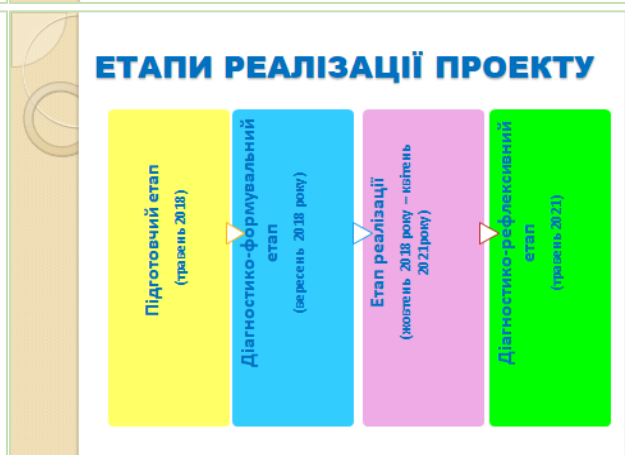 ЕТАПИ РЕАЛІЗАЦІЇ ПРОЕКТУ
Підготовчий етап
(травень 2018)
Діагностико-формувальний
етап
(вересень 2018 року)
Етап реалізації
(жовтень 2018 року – квітень
2021року)
Діагностико-рефлексивний
етап
(травень 2021)